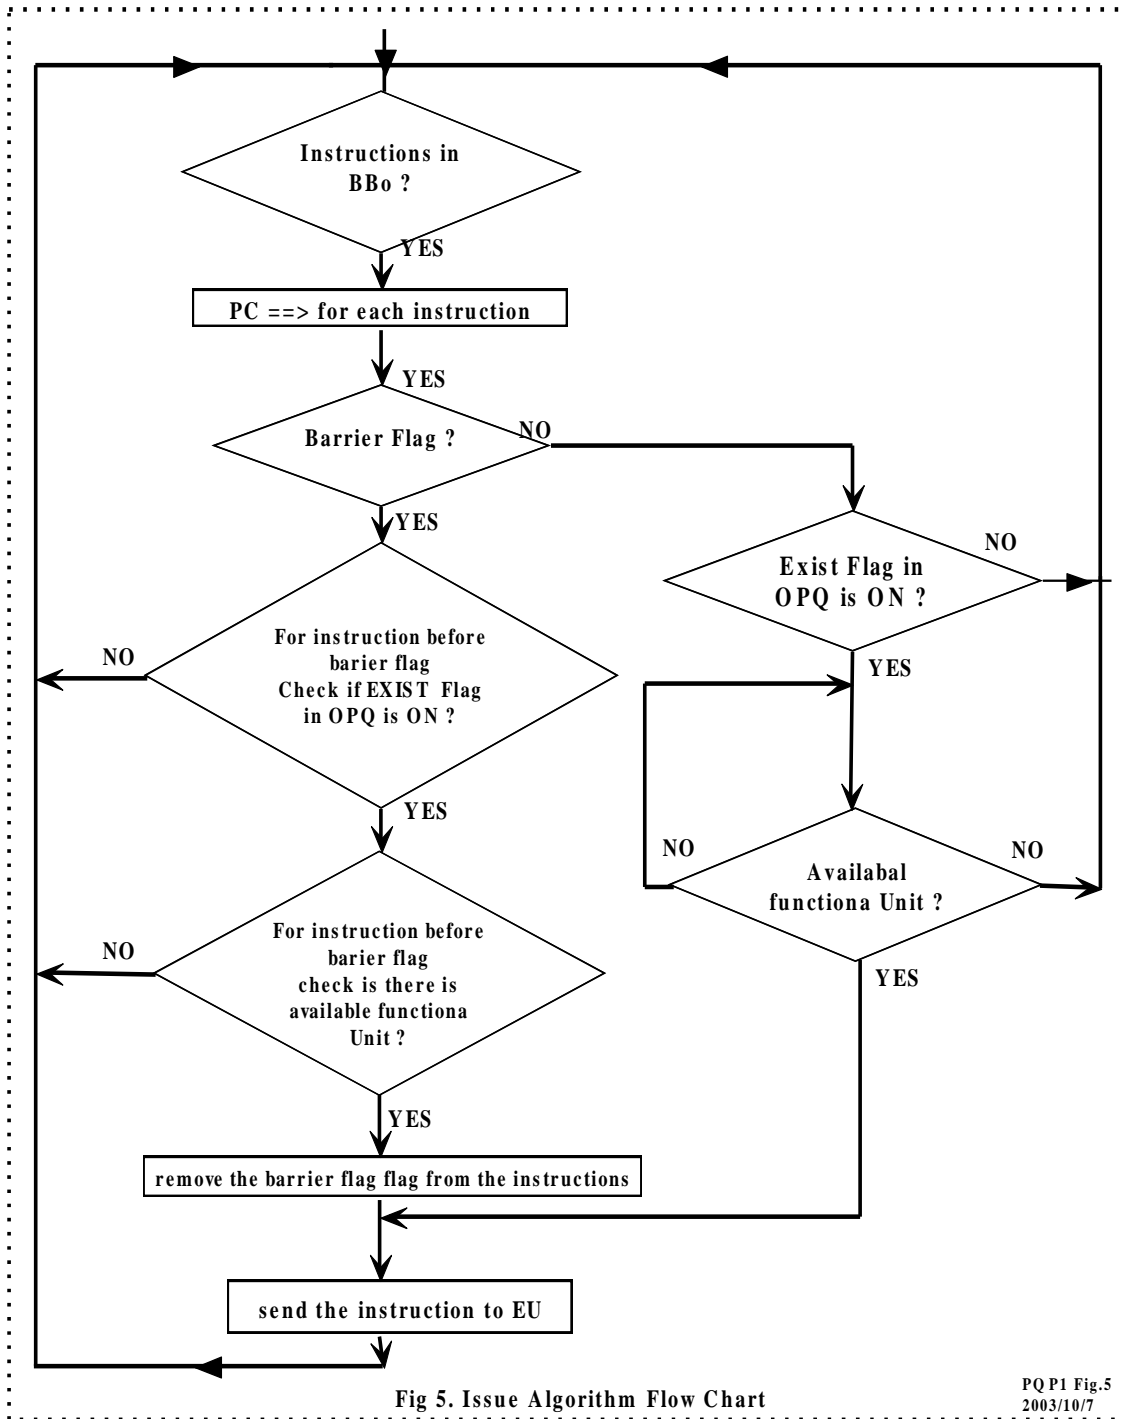 Instructions in
BBo ?
YES
PC ==> for each instruction
YES
Barrier Flag ?
NO
YES
NO
Exist Flag in
OPQ is ON ?
For instruction before
barier flag
Check if EXIST Flag
in OPQ is ON ?
NO
YES
YES
NO
Availabal
functiona Unit ?
NO
For instruction before
barier flag
check is there is
available functiona
Unit ?
NO
YES
YES
remove the barrier flag flag from the instructions
send the instruction to EU
Fig 5. Issue Algorithm Flow Chart
PQ P1 Fig.5
2003/10/7